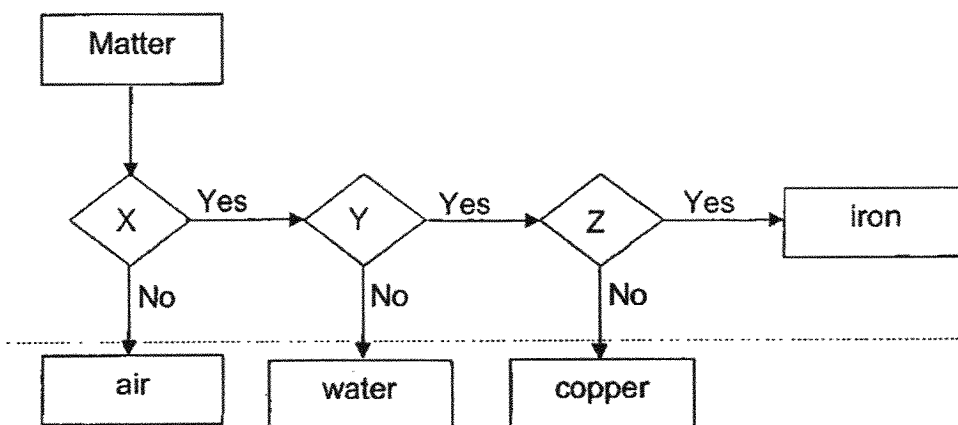 Matter
X
Yes
Y
Yes
Z
Yes
iron
No
No
No
air
water
copper